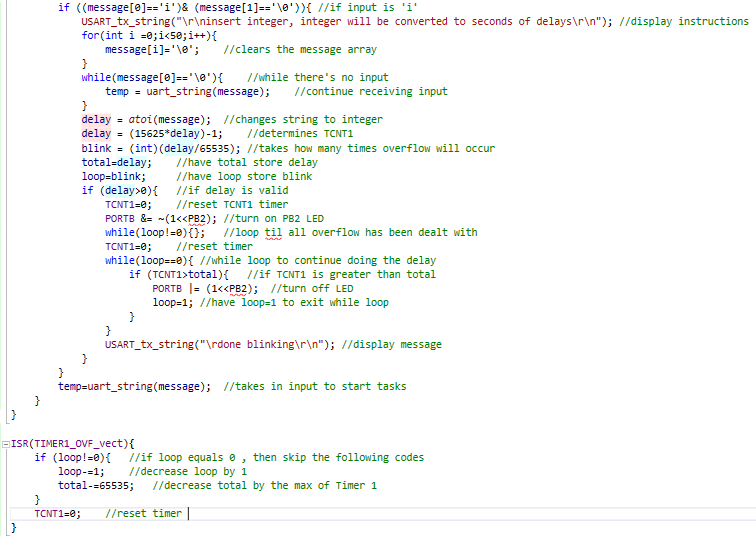 if ((message[0]=='i')& (message[1]=='\0')){ //if input is 'i'
USART_tx_string("\r\ninsert integer, integer will be converted to seconds of delays\r\n"); //display instructions
for(int i =0;i<50;i++){
message[i]='\0';    //clears the message array
}
while(message[0]=='\0'){    //while there's no input
temp = uart_string(message);    //continue receiving input
}
delay = atoi(message);  //changes string to integer
delay = (15625*delay)-1;    //determines TCNT1
blink = (int)(delay/65535); //takes how many times overflow will occur
total=delay;    //have total store delay
loop=blink;     //have loop store blink
if (delay>0){   //if delay is valid
TCNT1=0;    //reset TCNT1 timer
PORTB &= ~(1<<PB2); //turn on PB2 LED
while(loop!=0){};   //loop til all overflow has been dealt with
TCNT1=0;    //reset timer
while(loop==0){ //while loop to continue doing the delay
if (TCNT1>total){   //if TCNT1 is greater than total
PORTB |= (1<<PB2);  //turn off LED
loop=1; //have loop=1 to exit while loop
}
}
USART_tx_string("\rdone blinking\r\n"); //display message
}
}
temp=uart_string(message);  //takes in input to start tasks
}
}
ISR(TIMER1_OVF_vect){
if (loop!=0){   //if loop equals 0 , then skip the following codes
loop-=1;    //decrease loop by 1
total-=65535;   //decrease total by the max of Timer 1
}
TCNT1=0;    //reset timer
}